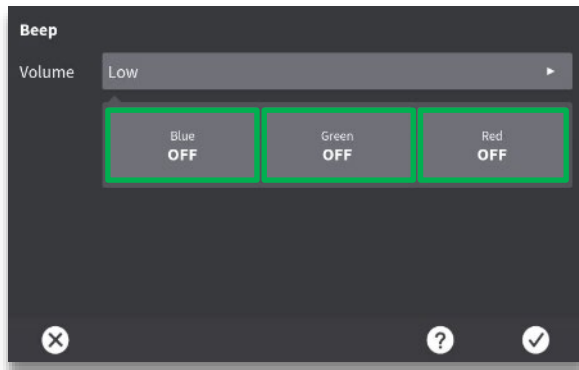 Beep
Volume Low
Blue Green Red
OFF OFF OFF
?